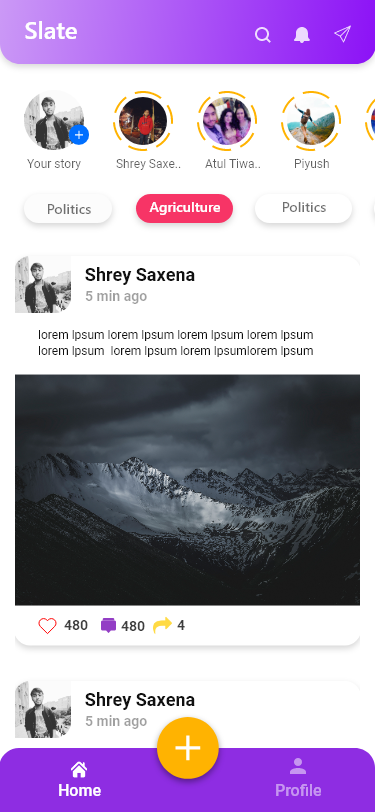 Slate
Your story
Shrey Saxe..
Atul Tiwa..
Piyush
Politics
Agriculture
Politics
Shrey Saxena
5 min ago
lorem Ipsum lorem Ipsum lorem Ipsum lorem Ipsum
lorem Ipsum lorem Ipsum lorem Ipsumlorem Ipsum
480
480
4
Shrey Saxena
5 min ago
Home
Profile